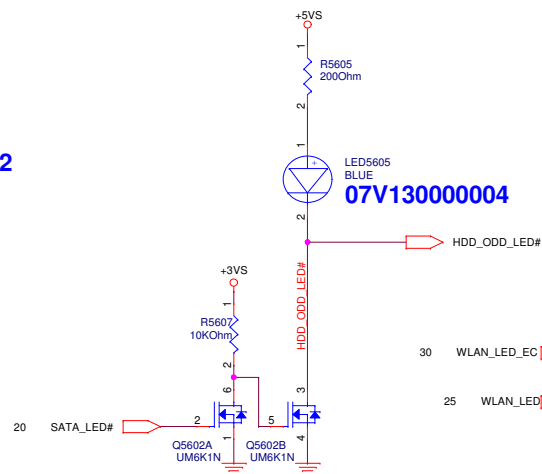 +5VS
1
R5605
200Ohm
2
1
+
LED5605
BLUE
2
07V130000004
2
HDD_ODD_LED#
HDD_ODD_LED#
+3VS
1
R5607
10KOhm
2
30 WLAN_LED_EC
6
3
25 WLAN_LED
20 SATA_LED#
2
5
1
4
Q5602A
UM6K1N
Q5602B
UM6K1N